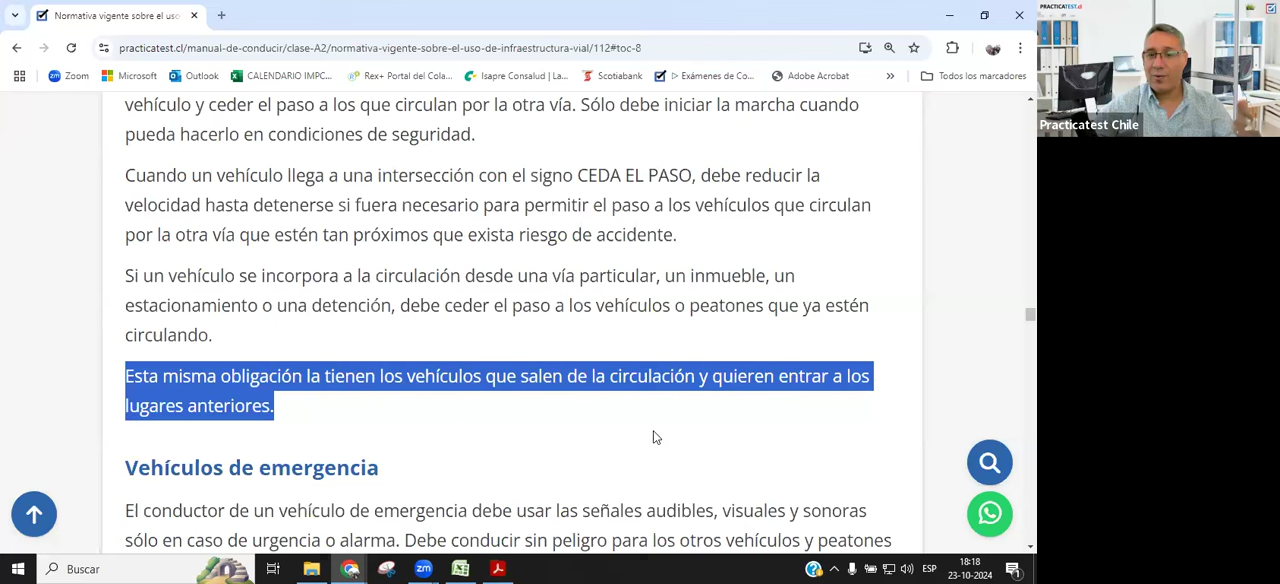 Normativa vigente sobre el uso
practicatest.cl/manual-de-conducir/clase-A2/normativa-vigente-sobre-el-uso-de-infraestructura-vial/112#toc-8
Zoom
Microsoft
Outlook
CALENDARIO IMPC...
Rex+ Portal del Cola...
Isapre Consalud | La...
Scotiabank
▷ Exámenes de Co...
Adobe Acrobat
»
Todos los marcadores
PRACTICATEST.cl
Practicatest Chile
vehículo y ceder el paso a los que circulan por la otra vía. Sólo debe iniciar la marcha cuando
pueda hacerlo en condiciones de seguridad.
Cuando un vehículo llega a una intersección con el signo CEDA EL PASO, debe reducir la
velocidad hasta detenerse si fuera necesario para permitir el paso a los vehículos que circulan
por la otra vía que estén tan próximos que exista riesgo de accidente.
Si un vehículo se incorpora a la circulación desde una vía particular, un inmueble, un
estacionamiento o una detención, debe ceder el paso a los vehículos o peatones que ya estén
circulando.
Esta misma obligación la tienen los vehículos que salen de la circulación y quieren entrar a los
lugares anteriores.
Vehículos de emergencia
El conductor de un vehículo de emergencia debe usar las señales audibles, visuales y sonoras
sólo en caso de urgencia o alarma. Debe conducir sin peligro para los otros vehículos y peatones
Buscar
zm
ESP
18:18
23-10-2024
1